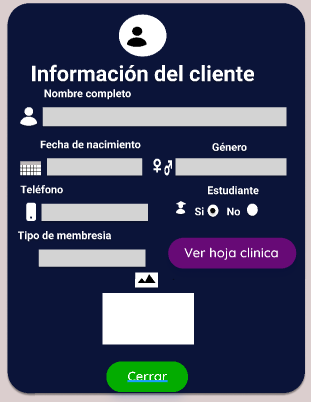 Información del cliente
Nombre completo
Fecha de nacimiento
Género
Teléfono
Estudiante
Si No
Tipo de membresia
Ver hoja clinica
Cerrar